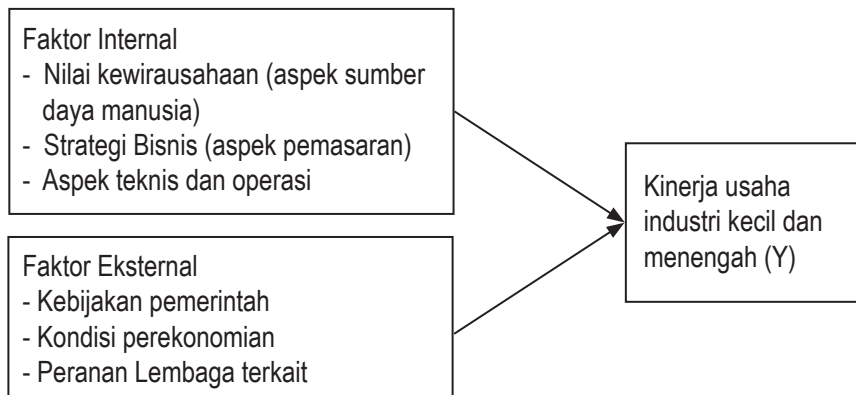 Faktor Internal
- Nilai kewirausahaan (aspek sumber
daya manusia)
- Strategi Bisnis (aspek pemasaran)
- Aspek teknis dan operasi
Faktor Eksternal
- Kebijakan pemerintah
- Kondisi perekonomian
- Peranan Lembaga terkait
Kinerja usaha
industri kecil dan
menengah (Y)